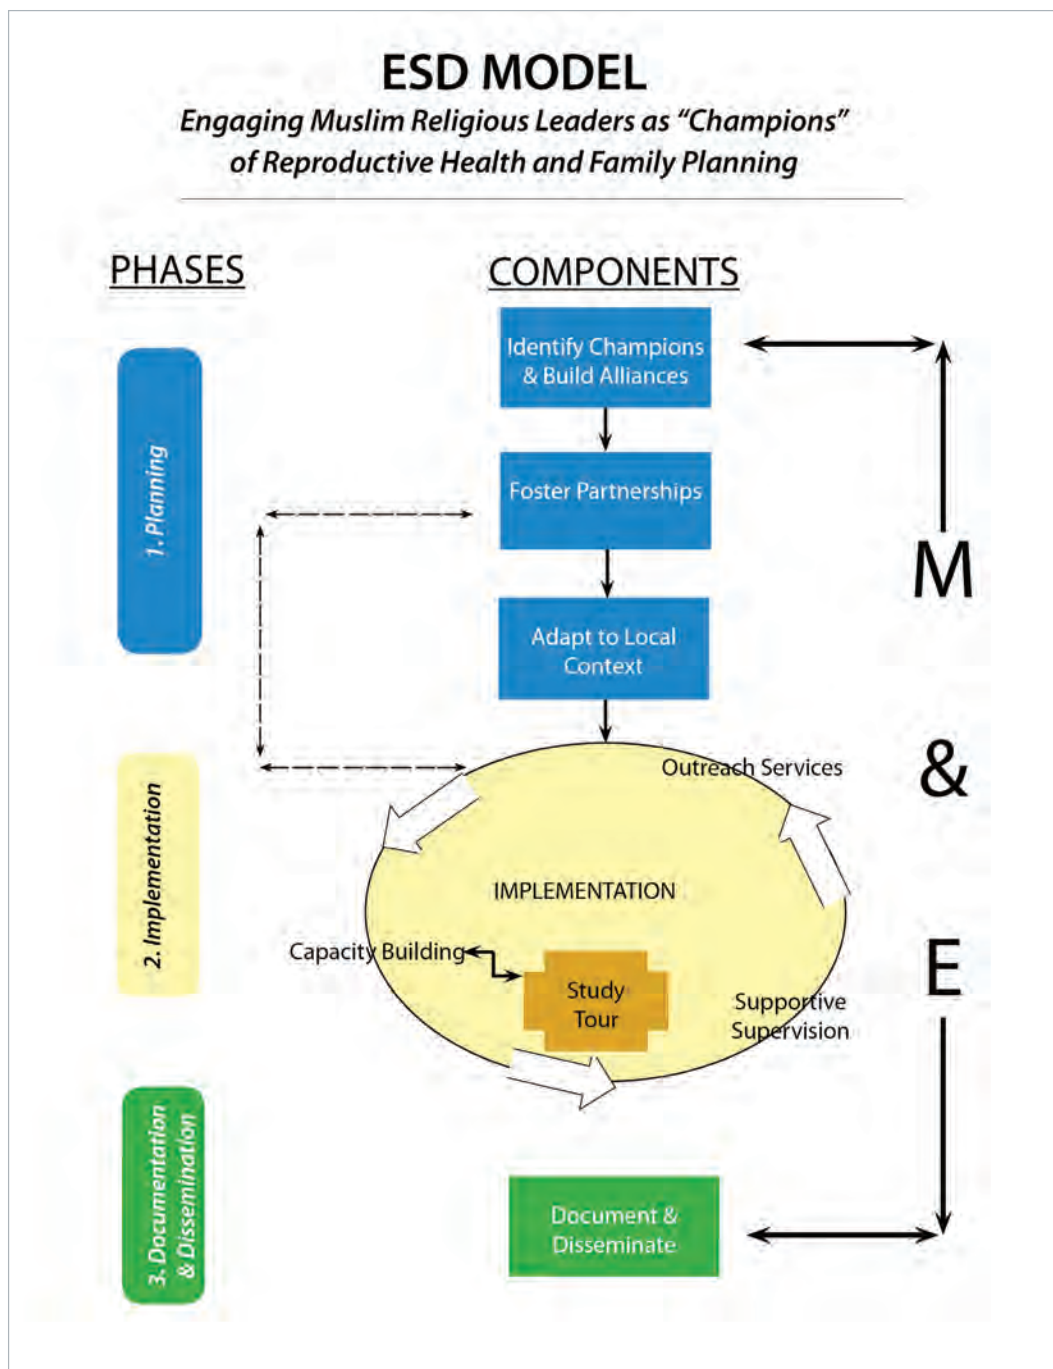 ESD MODEL
Engaging Muslim Religious Leaders as “Champions”
of Reproductive Health and Family Planning
PHASES
COMPONENTS
Identify Champions
& Build Alliances
Foster Partnerships
1. Planning
M
Adapt to Local
Context
Outreach Services
&
2. Implementation
IMPLEMENTATION
Capacity Building
E
Study
Tour
Supportive
Supervision
3. Documentation
& Dissemination
Document &
Disseminate